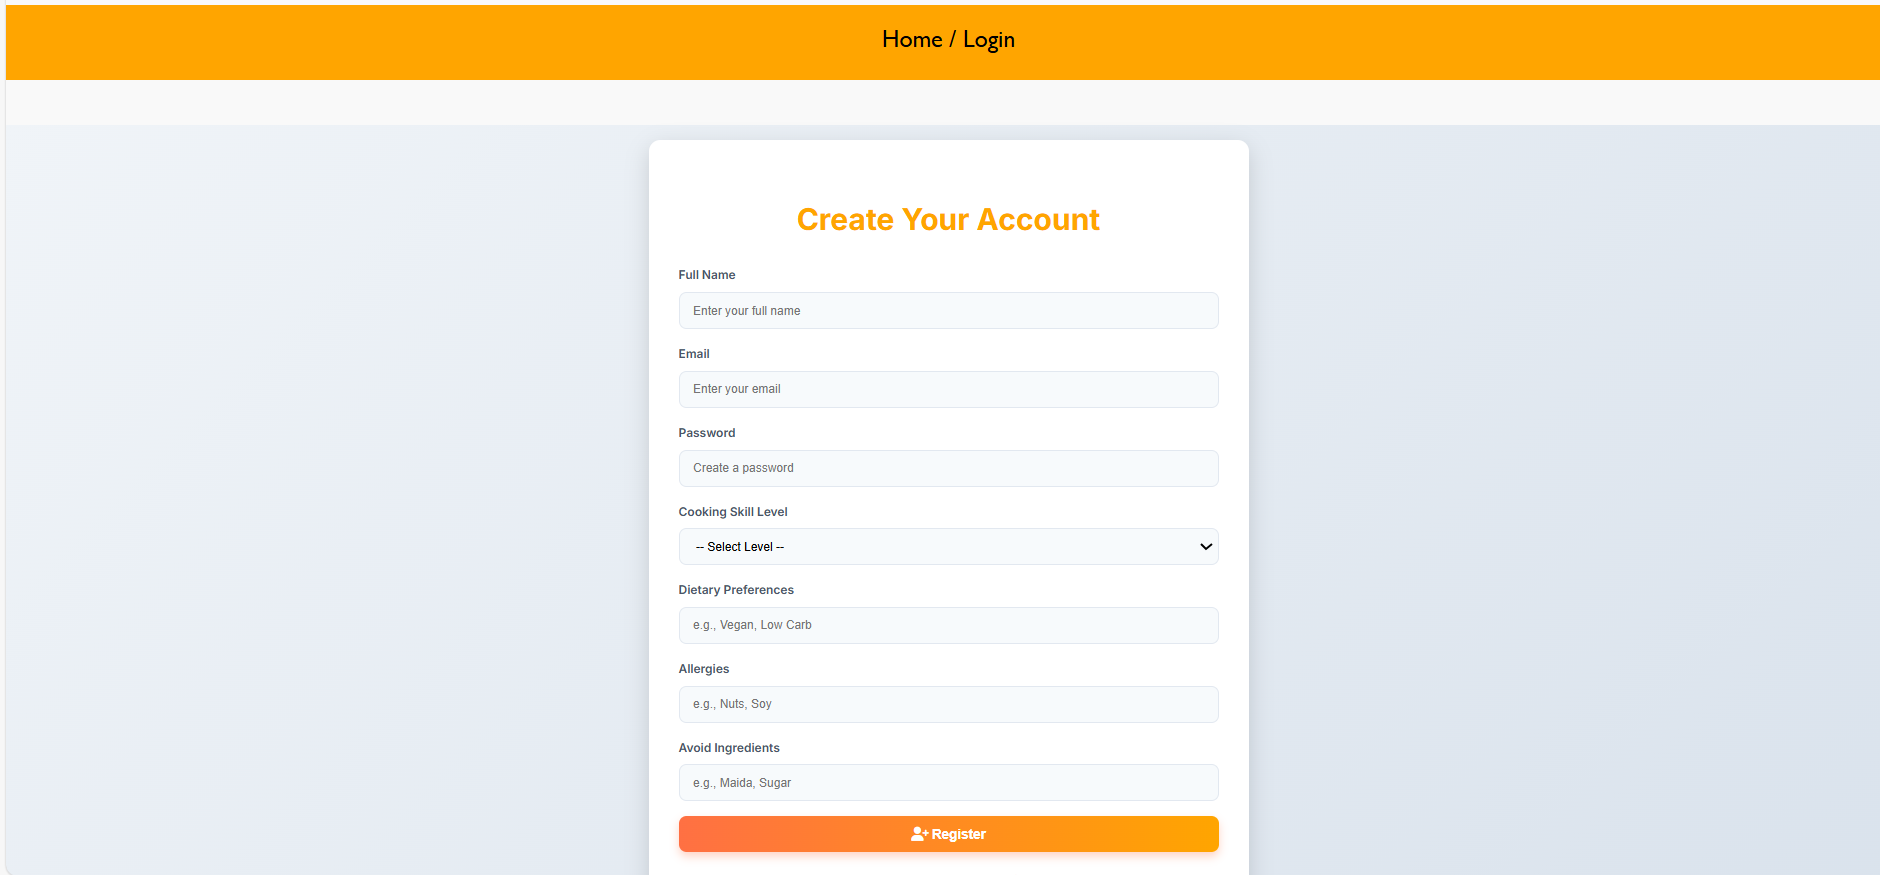 Home / Login
Create Your Account
Full Name
Enter your full name
Email
Enter your email
Password
Create a password
Cooking Skill Level
-- Select Level --
Dietary Preferences
e.g., Vegan, Low Carb
Allergies
e.g., Nuts, Soy
Avoid Ingredients
e.g., Maida, Sugar
Register